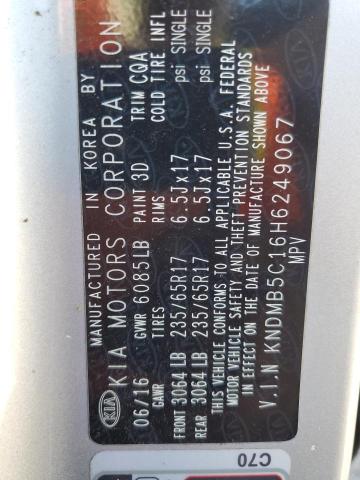 MANUFACTURED IN KOREA BY
KIA KIA MOTORS CORPORATION
06/16 GVWR 6085LB PAINT 3D TRIM CQA
GAWR TIRES RIMS COLD TIRE INFL
FRONT 3064 LB 235/65R17 6.5Jx17 psi SINGLE
REAR 3064 LB 235/65R17 6.5Jx17 psi SINGLE
THIS VEHICLE CONFORMS TO ALL APPLICABLE U.S.A. FEDERAL
MOTOR VEHICLE SAFETY AND THEFT PREVENTION STANDARDS
IN EFFECT ON THE DATE OF MANUFACTURE SHOWN ABOVE
V.I.N KNDMB5C16H6249067
MPV
C70